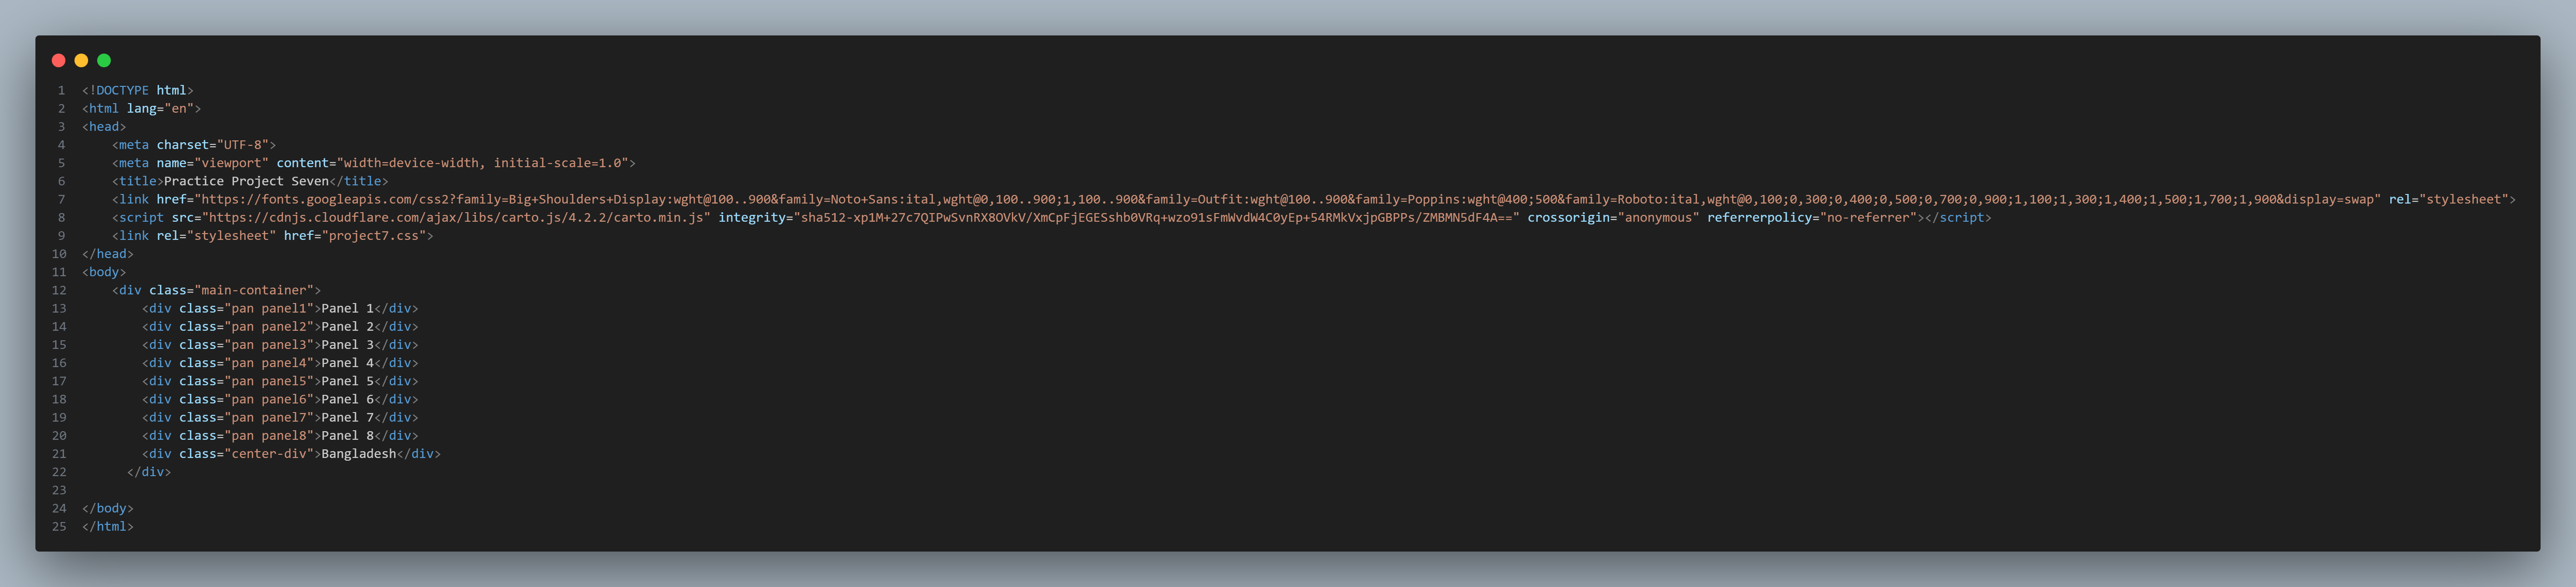 1 <!DOCTYPE html>
2 <html lang="en">
3 <head>
4     <meta charset="UTF-8">
5     <meta name="viewport" content="width=device-width, initial-scale=1.0">
6     <title>Practice Project Seven</title>
7     <link href="https://fonts.googleapis.com/css2?family=Big+Shoulders+Display:wght@100..900&family=Noto+Sans:ital,wght@0,100..900;1,100..900&family=Outfit:wght@100..900&family=Poppins:wght@400;500&family=Roboto:ital,wght@0,100;0,300;0,400;0,500;0,700;0,900;1,100;1,300;1,400;1,500;1,700;1,900&display=swap" rel="stylesheet">
8     <script src="https://cdnjs.cloudflare.com/ajax/libs/carto.js/4.2.2/carto.min.js" integrity="sha512-xp1M+27c7QIPwSvnRX8OVkV/XmCpFjEGESshb0VRq+wzo91sFmWvdW4C0yEp+54RMkVxjpGBPPs/ZMBMN5dF4A==" crossorigin="anonymous" referrerpolicy="no-referrer"></script>
9     <link rel="stylesheet" href="project7.css">
10 </head>
11 <body>
12     <div class="main-container">
13         <div class="pan panel1">Panel 1</div>
14         <div class="pan panel2">Panel 2</div>
15         <div class="pan panel3">Panel 3</div>
16         <div class="pan panel4">Panel 4</div>
17         <div class="pan panel5">Panel 5</div>
18         <div class="pan panel6">Panel 6</div>
19         <div class="pan panel7">Panel 7</div>
20         <div class="pan panel8">Panel 8</div>
21         <div class="center-div">Bangladesh</div>
22       </div>
23
24 </body>
25 </html>